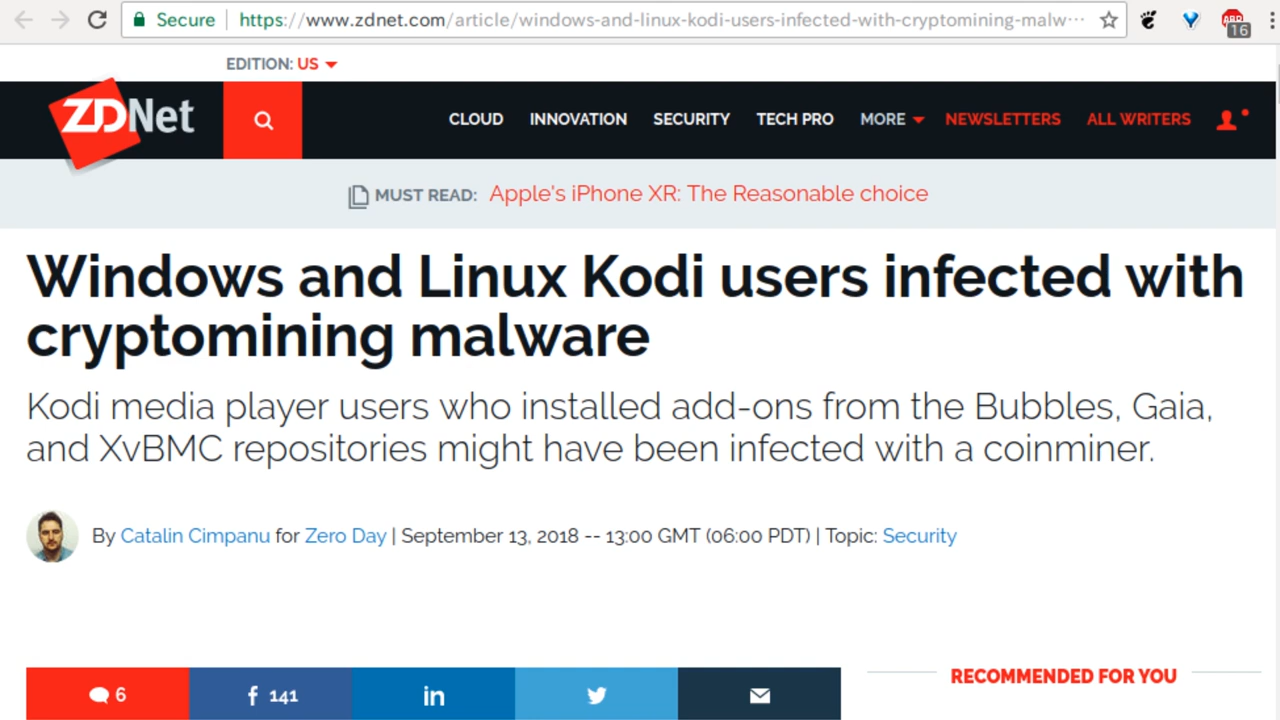 Secure https://www.zdnet.com/article/windows-and-linux-kodi-users-infected-with-cryptomining-malw···
ABP
16
EDITION: US
ZDNet
CLOUD INNOVATION SECURITY TECH PRO MORE NEWSLETTERS ALL WRITERS
MUST READ: Apple's iPhone XR: The Reasonable choice
Windows and Linux Kodi users infected with
cryptomining malware
Kodi media player users who installed add-ons from the Bubbles, Gaia,
and XvBMC repositories might have been infected with a coinminer.
By Catalin Cimpanu for Zero Day | September 13, 2018 -- 13:00 GMT (06:00 PDT) | Topic: Security
6 f 141 in
RECOMMENDED FOR YOU